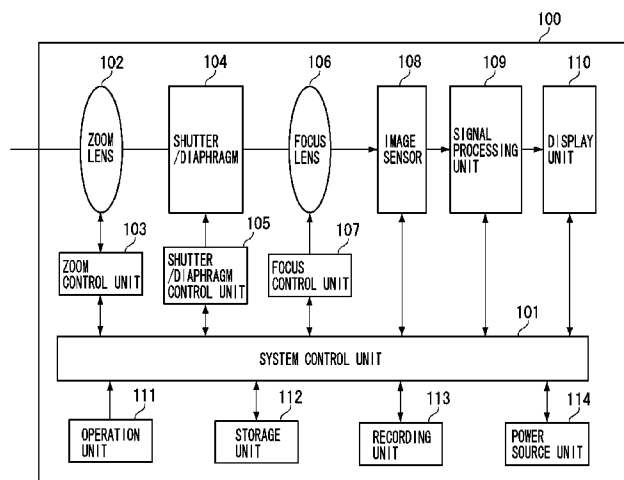 100
102
104
106
108
109
110
ZOOM
LENS
SHUTTER
/DIAPHRAGM
FOCUS
LENS
IMAGE
SENSOR
SIGNAL
PROCESSING
UNIT
DISPLAY
UNIT
103
105
107
ZOOM
CONTROL UNIT
SHUTTER
/DIAPHRAGM
CONTROL UNIT
FOCUS
CONTROL UNIT
101
SYSTEM CONTROL UNIT
111
112
113
114
OPERATION
UNIT
STORAGE
UNIT
RECORDING
UNIT
POWER
SOURCE UNIT